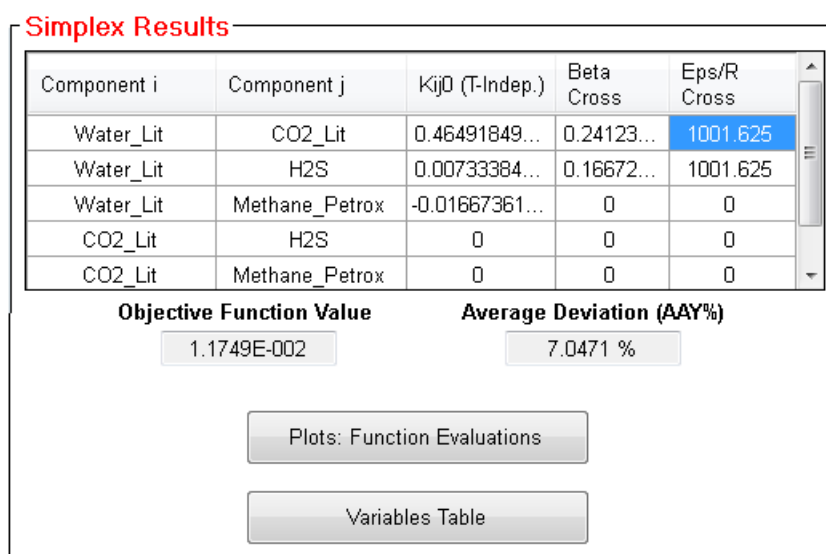 Simplex Results
Component i Component j Kij0 (T-Indep.) Beta Cross Eps/R Cross
Water_Lit CO2_Lit 0.46491849... 0.24123... 1001.625
Water_Lit H2S 0.00733384... 0.16672... 1001.625
Water_Lit Methane_Petrox -0.01667361... 0 0
CO2_Lit H2S 0 0 0
CO2_Lit Methane_Petrox 0 0 0
Objective Function Value Average Deviation (AAY%)
1.1749E-002 7.0471 %
Plots: Function Evaluations
Variables Table